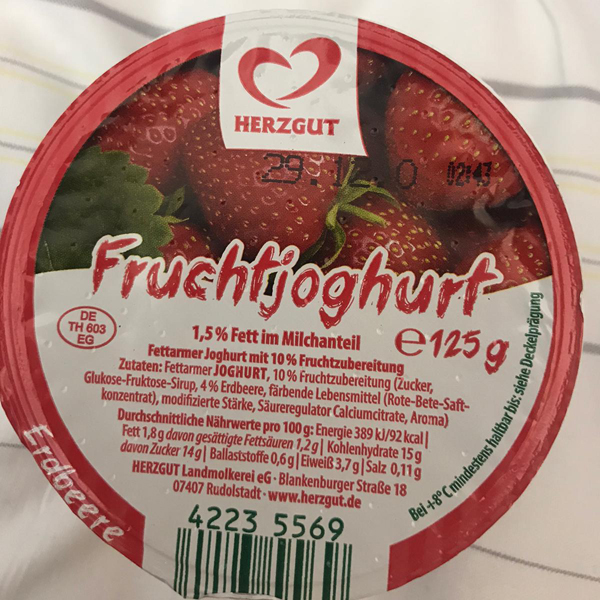 HERZGUT
02:43
Fruchtjoghurt
1,5 % Fett im Milchanteil
e 125 g
DE
TH 603
EG
Fettarmer Joghurt mit 10 % Fruchtzubereitung
Zutaten: Fettarmer JOGHURT, 10 % Fruchtzubereitung (Zucker,
Glukose-Fruktose-Sirup, 4 % Erdbeere, färbende Lebensmittel (Rote-Bete-Saft-
konzentrat), modifizierte Stärke, Säureregulator Calciumcitrate, Aroma)
Durchschnittliche Nährwerte pro 100 g: Energie 389 kJ/92 kcal |
Fett 1,8 g davon gesättigte Fettsäuren 1,2 g | Kohlenhydrate 15 g
davon Zucker 14 g | Ballaststoffe 0,6 g | Eiweiß 3,7 g | Salz 0,11 g
HERZGUT Landmolkerei eG · Blankenburger Straße 18
07407 Rudolstadt · www.herzgut.de
Bei +8° C mindestens haltbar bis: siehe Deckelprägung
Erdbeere
4223 5569